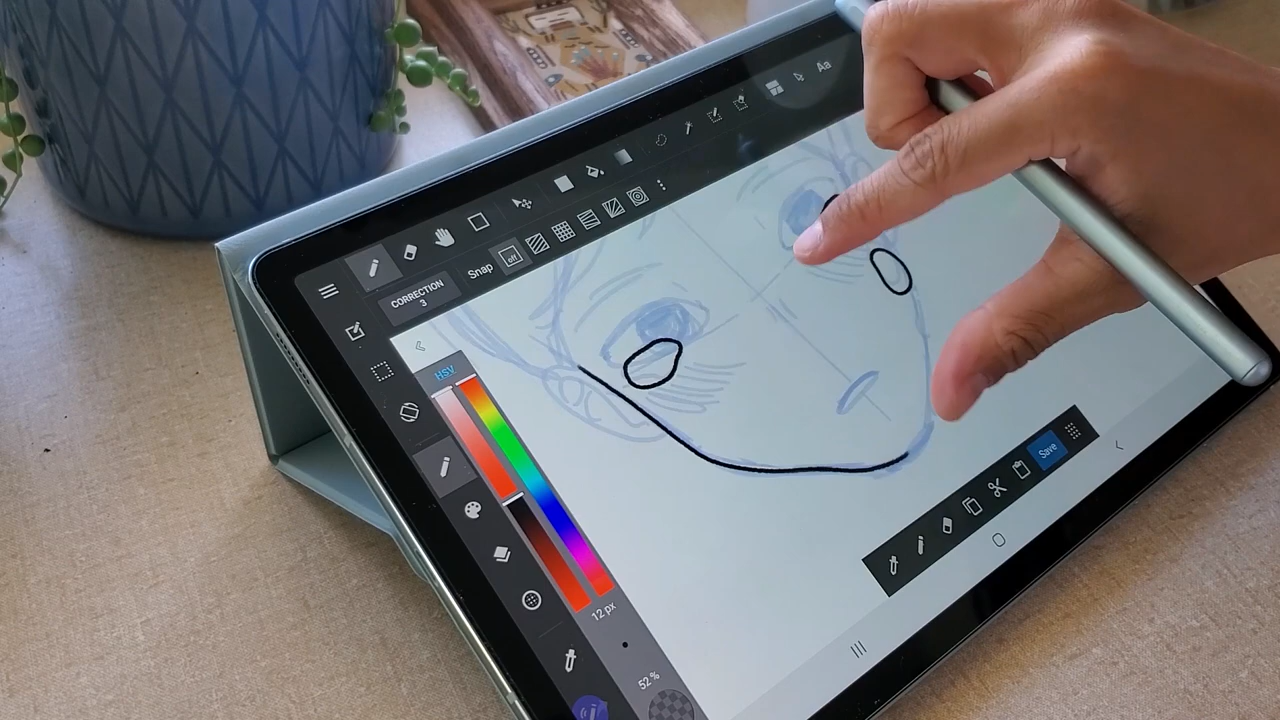 Aa
Snap
off
CORRECTION
3
HSV
12 px
52 %
Save